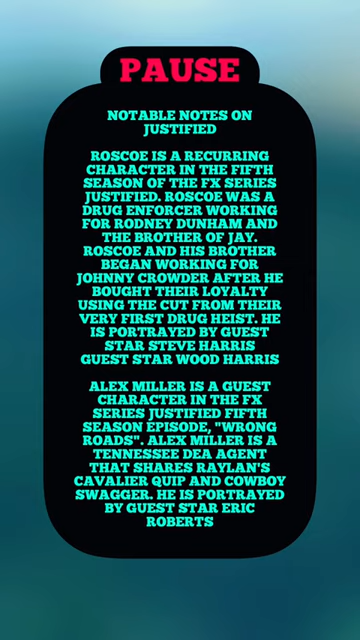 PAUSE
NOTABLE NOTES ON
JUSTIFIED
ROSCOE IS A RECURRING
CHARACTER IN THE FIFTH
SEASON OF THE FX SERIES
JUSTIFIED. ROSCOE WAS A
DRUG ENFORCER WORKING
FOR RODNEY DUNHAM AND
THE BROTHER OF JAY.
ROSCOE AND HIS BROTHER
BEGAN WORKING FOR
JOHNNY CROWDER AFTER HE
BOUGHT THEIR LOYALTY
USING THE CUT FROM THEIR
VERY FIRST DRUG HEIST. HE
IS PORTRAYED BY GUEST
STAR STEVE HARRIS
GUEST STAR WOOD HARRIS
ALEX MILLER IS A GUEST
CHARACTER IN THE FX
SERIES JUSTIFIED FIFTH
SEASON EPISODE, "WRONG
ROADS". ALEX MILLER IS A
TENNESSEE DEA AGENT
THAT SHARES RAYLAN'S
CAVALIER QUIP AND COWBOY
SWAGGER. HE IS PORTRAYED
BY GUEST STAR ERIC
ROBERTS